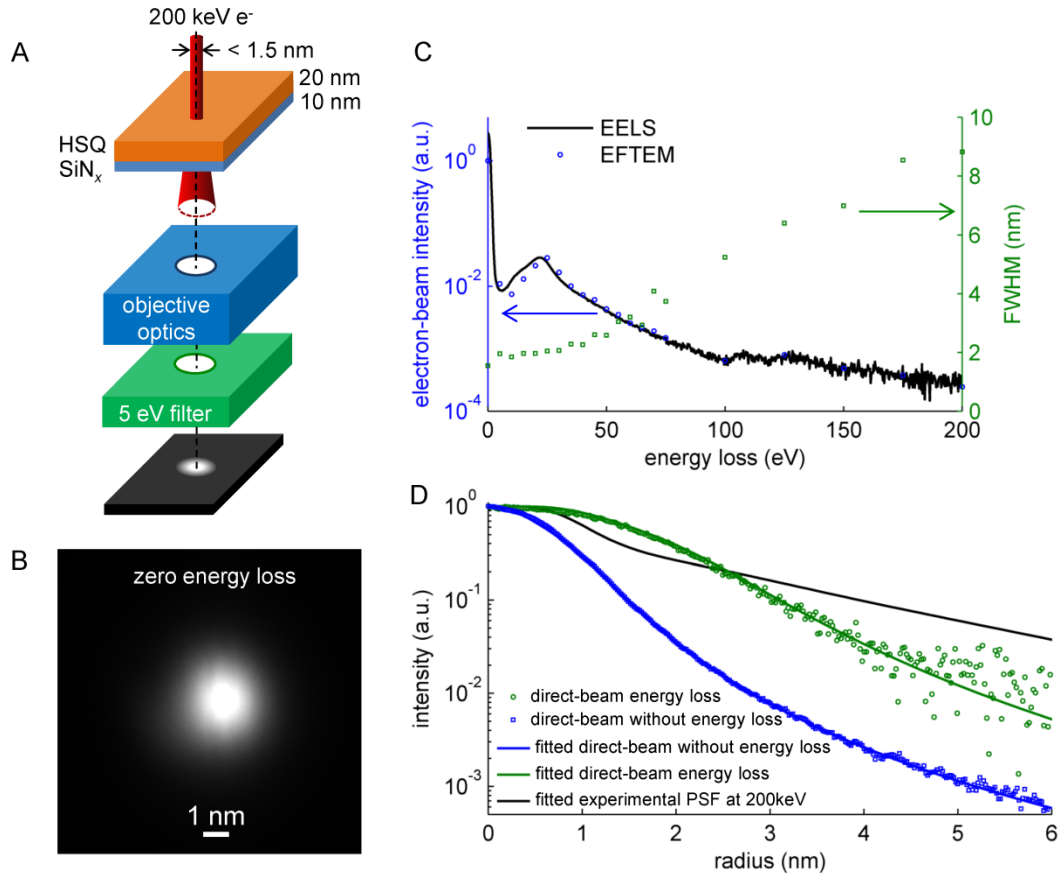 A
200 keV e-
< 1.5 nm
20 nm
10 nm
HSQ
SiNx
objective
optics
5 eV filter
B
zero energy loss
1 nm
C
EELS
EFTEM
electron-beam intensity (a.u.)
10^0
10^-2
10^-4
0 50 100 150 200
energy loss (eV)
10
8
6
4
2
0
FWHM (nm)
D
intensity (a.u.)
10^0
10^-1
10^-2
10^-3
direct-beam energy loss
direct-beam without energy loss
fitted direct-beam without energy loss
fitted direct-beam energy loss
fitted experimental PSF at 200keV
0 1 2 3 4 5 6
radius (nm)